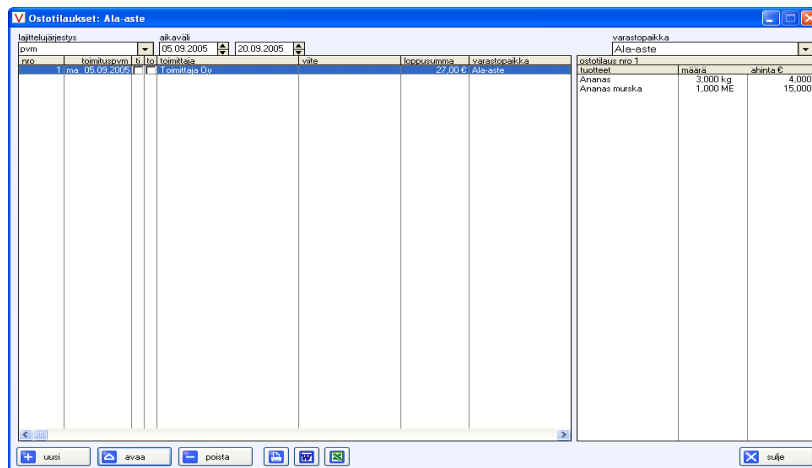 Ostotilaukset: Ala-aste
lajittelujärjestys aikaväli varastopaikka
pvm 05.09.2005 20.09.2005 Ala-aste
nro toimituspvm ti to toimittaja viite loppusumma varastopaikka
1 ma 05.09.2005 Toimittaja Oy 27,00 € Ala-aste
ostotilaus nro 1
tuotteet määrä ahinta €
Ananas 3,000 kg 4,000
Ananas murska 1,000 ME 15,000
uusi avaa poista sulje